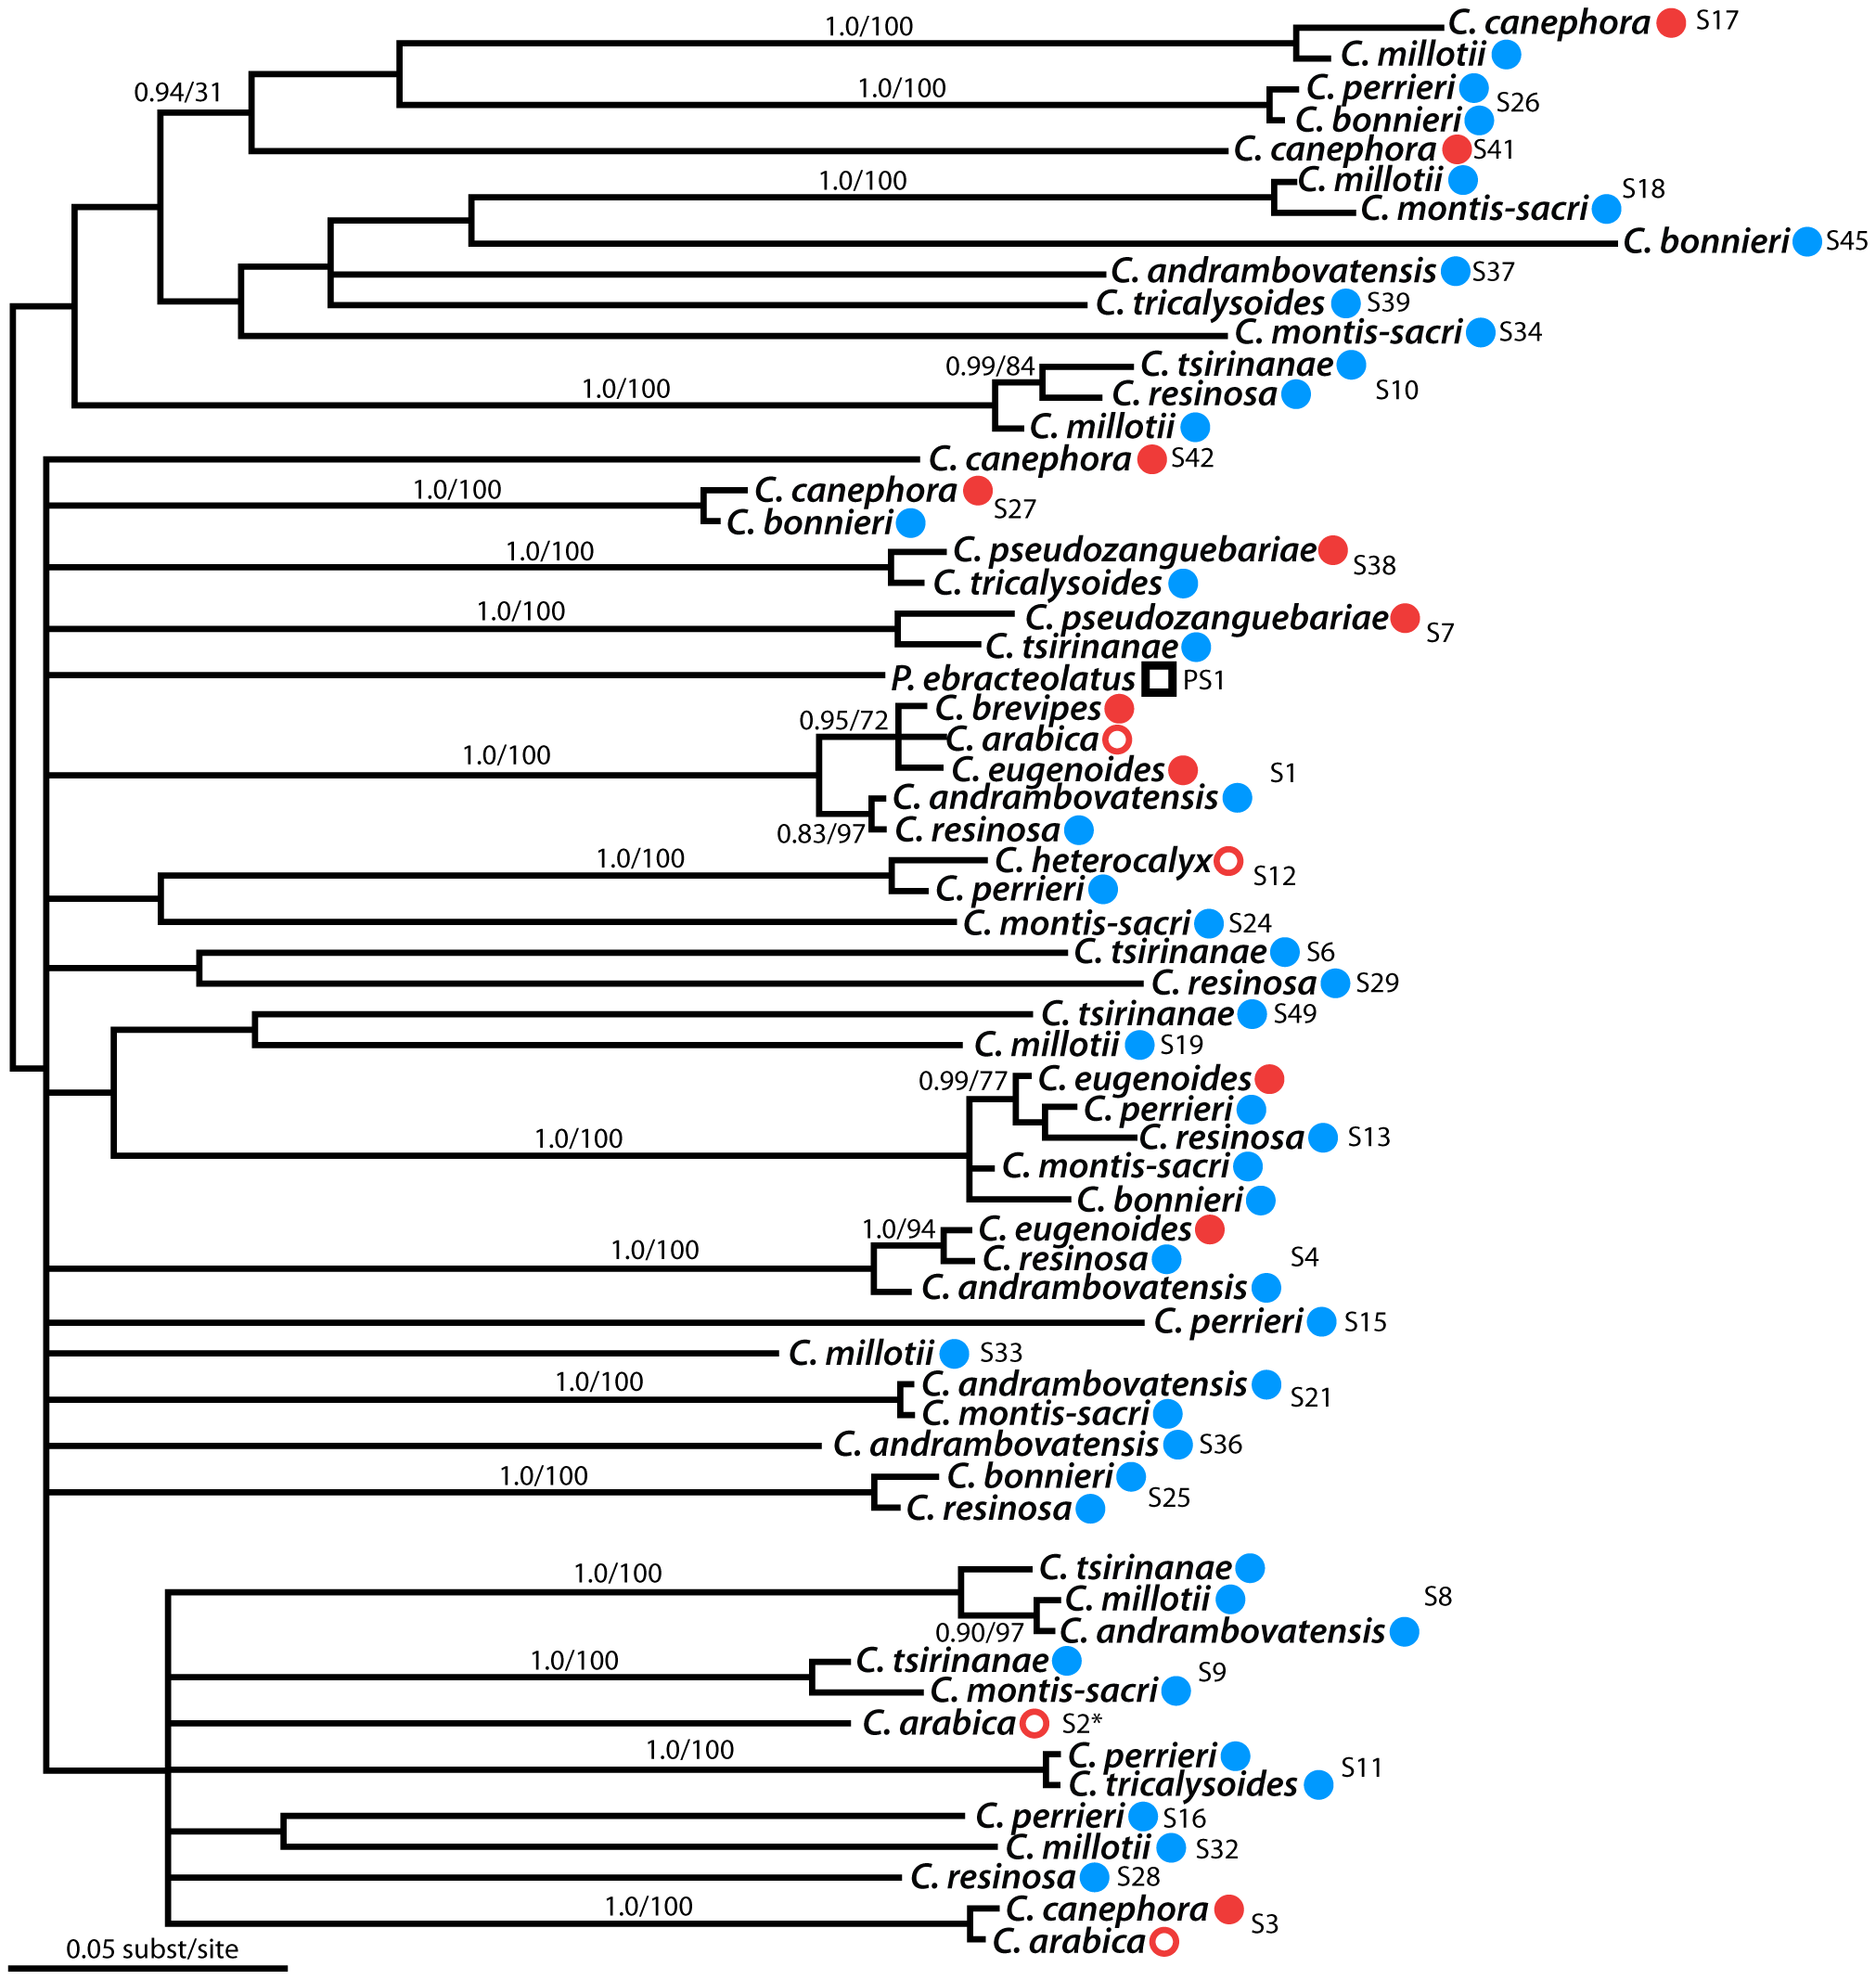 1.0/100
C. canephora S17
C. millotii
0.94/31
1.0/100
C. perrieri
S26
C. bonnieri
C. canephora S41
1.0/100
C. millotii
S18
C. montis-sacri
C. bonnieri S45
C. andrambovatensis S37
C. tricalysoides S39
C. montis-sacri S34
0.99/84
C. tsirinanae
1.0/100
C. resinosa S10
C. millotii
C. canephora S42
1.0/100
C. canephora
S27
C. bonnieri
1.0/100
C. pseudozanguebariae
S38
C. tricalysoides
1.0/100
C. pseudozanguebariae
S7
C. tsirinanae
P. ebracteolatus PS1
C. brevipes
0.95/72
C. arabica
1.0/100
C. eugenoides
S1
C. andrambovatensis
0.83/97
C. resinosa
1.0/100
C. heterocalyx
S12
C. perrieri
C. montis-sacri S24
C. tsirinanae S6
C. resinosa S29
C. tsirinanae S49
C. millotii S19
0.99/77
C. eugenoides
C. perrieri
1.0/100
C. resinosa S13
C. montis-sacri
C. bonnieri
1.0/94
C. eugenoides
1.0/100
C. resinosa S4
C. andrambovatensis
C. perrieri S15
C. millotii S33
1.0/100
C. andrambovatensis
S21
C. montis-sacri
C. andrambovatensis S36
1.0/100
C. bonnieri
S25
C. resinosa
1.0/100
C. tsirinanae
C. millotii
S8
0.90/97
C. andrambovatensis
1.0/100
C. tsirinanae
S9
C. montis-sacri
C. arabica S2*
1.0/100
C. perrieri
S11
C. tricalysoides
C. perrieri S16
C. millotii S32
C. resinosa S28
1.0/100
C. canephora
S3
C. arabica
0.05 subst/site